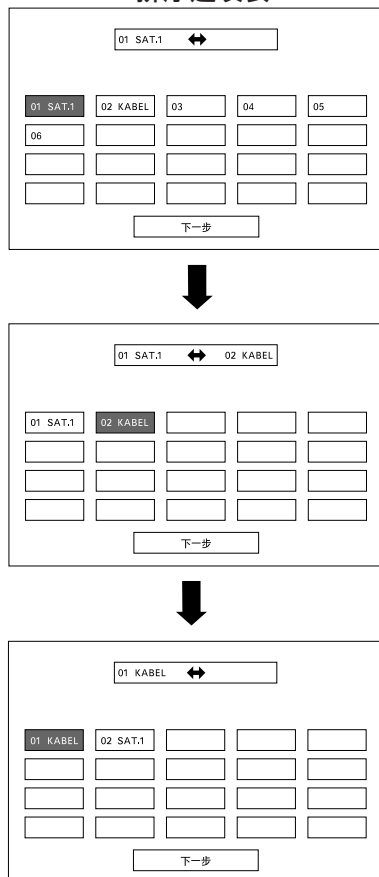 01 SAT.1 ↔
01 SAT.1 02 KABEL 03 04 05
06
下一步
01 SAT.1 ↔ 02 KABEL
01 SAT.1 02 KABEL
下一步
01 KABEL ↔
01 KABEL 02 SAT.1
下一步